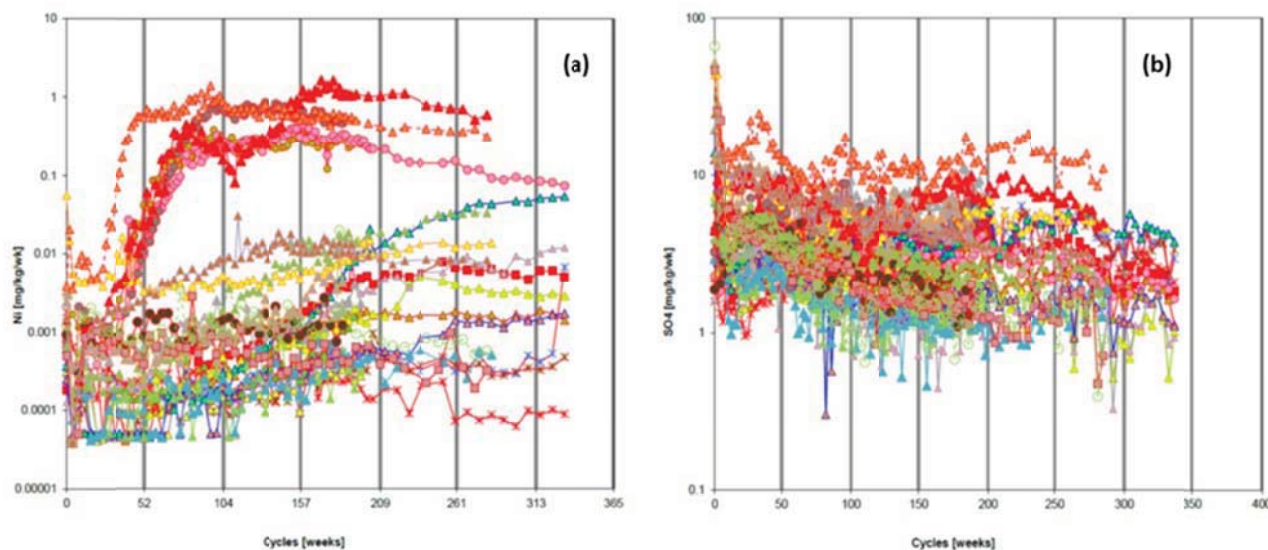 10
1
0.1
0.01
0.001
0.0001
0.00001
Ni [mg/kg/wk]
0 52 104 157 209 261 313 365
Cycles [weeks]
(a)
100
10
1
0.1
SO4 [mg/kg/wk]
0 50 100 150 200 250 300 350 400
Cycles [weeks]
(b)